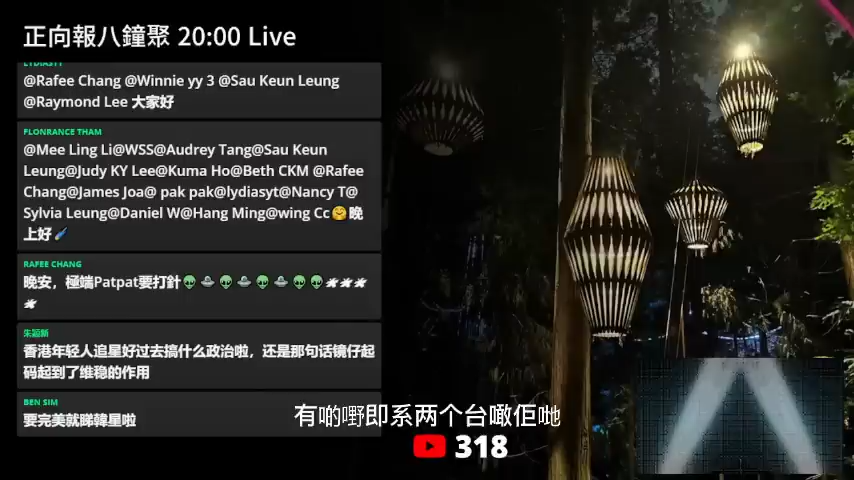 正向報八鐘聚 20:00 Live
LYDIASYT
@Rafee Chang @Winnie yy 3 @Sau Keun Leung
@Raymond Lee 大家好
FLONRANCE THAM
@Mee Ling Li@WSS@Audrey Tang@Sau Keun
Leung@Judy KY Lee@Kuma Ho@Beth CKM @Rafee
Chang@James Joa@ pak pak@lydiasyt@Nancy T@
Sylvia Leung@Daniel W@Hang Ming@wing Cc🤗晚
上好
RAFEE CHANG
晚安，極端Patpat要打針👽🛸👽🛸👽🛸👽👽
朱颖新
香港年轻人追星好过去搞什么政治啦，还是那句话镜仔起
码起到了维稳的作用
BEN SIM
要完美就睇韓星啦
有啲嘢即系两个台噉佢哋
318